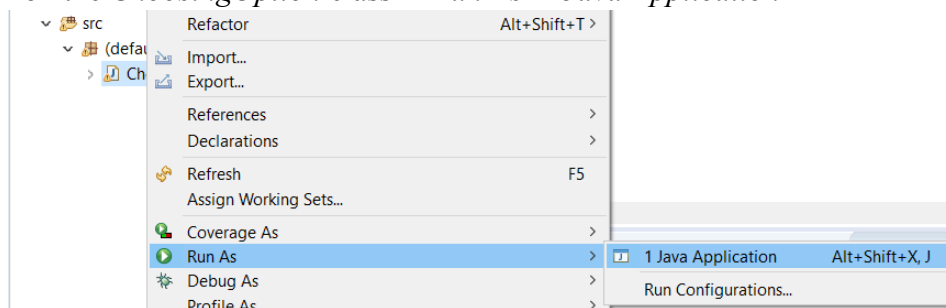 src
Refactor Alt+Shift+T >
(defau
Import...
Ch
Export...
References >
Declarations >
Refresh F5
Assign Working Sets...
Coverage As >
Run As > 1 Java Application Alt+Shift+X, J
Debug As > Run Configurations...
Profile As >